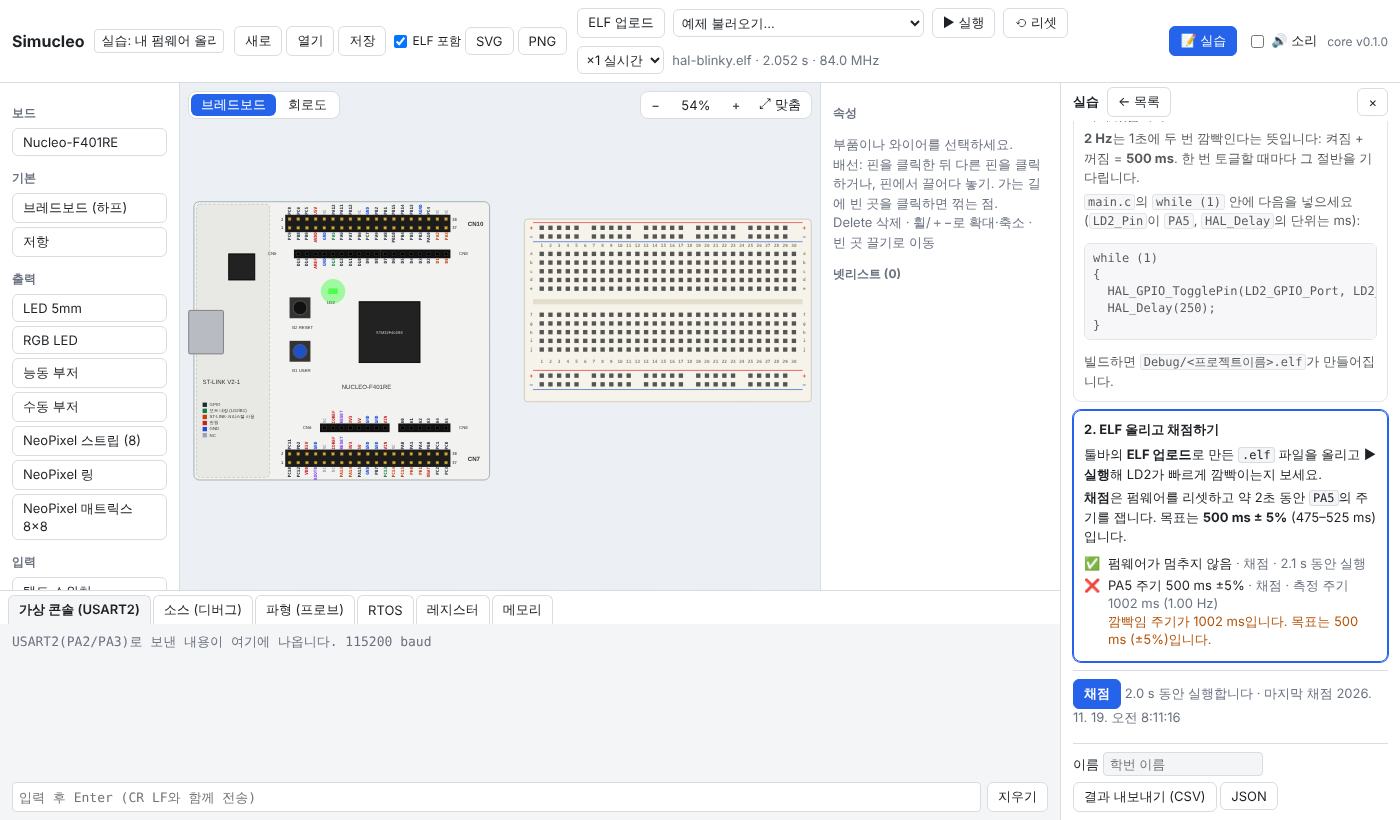 Simucleo
실습: 내 펌웨어 올리
새로
열기
저장
ELF 포함
SVG
PNG
ELF 업로드
예제 불러오기...
▶ 실행
⟲ 리셋
×1 실시간
hal-blinky.elf · 2.052 s · 84.0 MHz
📝 실습
🔊 소리
core v0.1.0
보드
Nucleo-F401RE
기본
브레드보드 (하프)
저항
출력
LED 5mm
RGB LED
능동 부저
수동 부저
NeoPixel 스트립 (8)
NeoPixel 링
NeoPixel 매트릭스
8×8
입력
브레드보드
회로도
−
54%
+
⤢ 맞춤
CN10
CN5
CN9
LD2
B2 RESET
B1 USER
STM32F401RE
ST-LINK V2-1
NUCLEO-F401RE
GPIO
보드 내장 (LD2/B1)
전원
GND
NC
CN6
CN8
CN7
속성
부품이나 와이어를 선택하세요.
배선: 핀을 클릭한 뒤 다른 핀을 클릭
하거나, 핀에서 끌어다 놓기. 가는 길
에 빈 곳을 클릭하면 꺾는 점.
Delete 삭제 · 휠/＋−로 확대·축소 ·
빈 곳 끌기로 이동
넷리스트 (0)
실습
← 목록
×
2 Hz는 1초에 두 번 깜빡인다는 뜻입니다: 켜짐 +
꺼짐 = 500 ms. 한 번 토글할 때마다 그 절반을 기
다립니다.
main.c의 while (1) 안에 다음을 넣으세요
(LD2_Pin이 PA5, HAL_Delay의 단위는 ms):
while (1)
{
HAL_GPIO_TogglePin(LD2_GPIO_Port, LD2_
HAL_Delay(250);
}
빌드하면 Debug/<프로젝트이름>.elf가 만들어집
니다.
2. ELF 올리고 채점하기
툴바의 ELF 업로드로 만든 .elf 파일을 올리고 ▶
실행해 LD2가 빠르게 깜빡이는지 보세요.
채점은 펌웨어를 리셋하고 약 2초 동안 PA5의 주
기를 잽니다. 목표는 500 ms ± 5% (475–525 ms)
입니다.
✅ 펌웨어가 멈추지 않음 · 채점 · 2.1 s 동안 실행
❌ PA5 주기 500 ms ±5% · 채점 · 측정 주기
1002 ms (1.00 Hz)
깜빡임 주기가 1002 ms입니다. 목표는 500
ms (±5%)입니다.
채점
2.0 s 동안 실행합니다 · 마지막 채점 2026.
11. 19. 오전 8:11:16
이름
학번 이름
결과 내보내기 (CSV)
JSON
가상 콘솔 (USART2)
소스 (디버그)
파형 (프로브)
RTOS
레지스터
메모리
USART2(PA2/PA3)로 보낸 내용이 여기에 나옵니다. 115200 baud
입력 후 Enter (CR LF와 함께 전송)
지우기